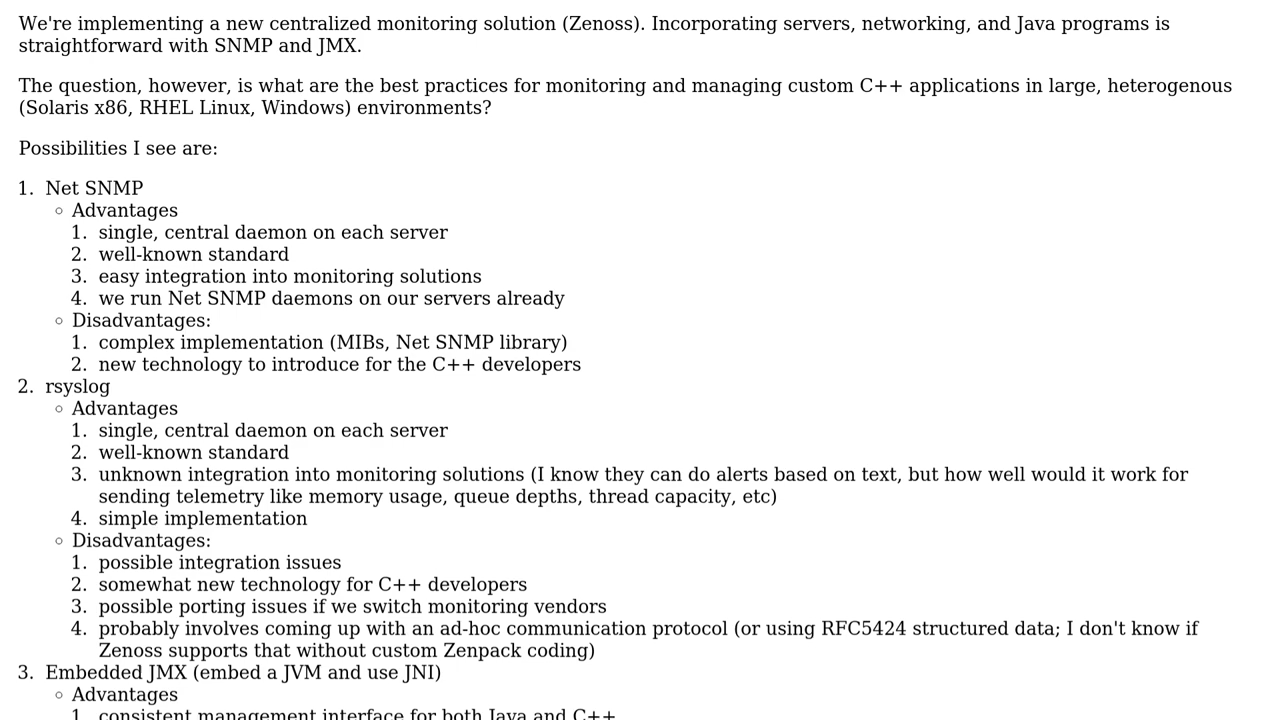 We're implementing a new centralized monitoring solution (Zenoss). Incorporating servers, networking, and Java programs is
straightforward with SNMP and JMX.
The question, however, is what are the best practices for monitoring and managing custom C++ applications in large, heterogenous
(Solaris x86, RHEL Linux, Windows) environments?
Possibilities I see are:
1. Net SNMP
◦ Advantages
1. single, central daemon on each server
2. well-known standard
3. easy integration into monitoring solutions
4. we run Net SNMP daemons on our servers already
◦ Disadvantages:
1. complex implementation (MIBs, Net SNMP library)
2. new technology to introduce for the C++ developers
2. rsyslog
◦ Advantages
1. single, central daemon on each server
2. well-known standard
3. unknown integration into monitoring solutions (I know they can do alerts based on text, but how well would it work for
sending telemetry like memory usage, queue depths, thread capacity, etc)
4. simple implementation
◦ Disadvantages:
1. possible integration issues
2. somewhat new technology for C++ developers
3. possible porting issues if we switch monitoring vendors
4. probably involves coming up with an ad-hoc communication protocol (or using RFC5424 structured data; I don't know if
Zenoss supports that without custom Zenpack coding)
3. Embedded JMX (embed a JVM and use JNI)
◦ Advantages
1. consistent management interface for both Java and C++